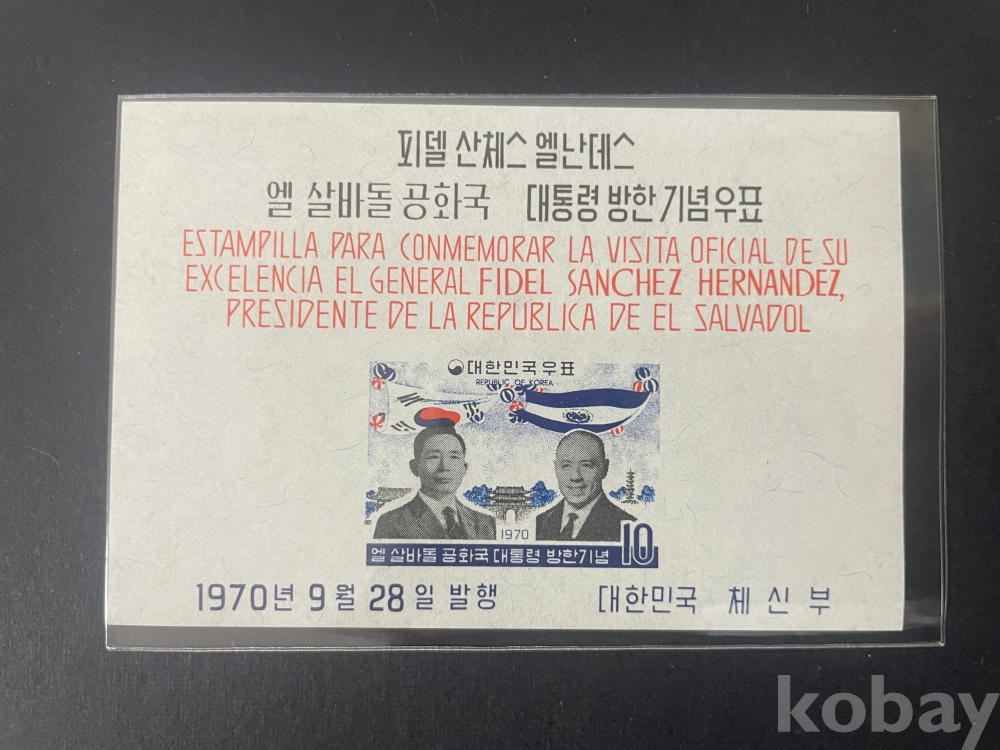 피델 산체스 엘난데스
엘 살바돌 공화국 대통령 방한기념우표
ESTAMPILLA PARA CONMEMORAR LA VISITA OFICIAL DE SU
EXCELENCIA EL GENERAL FIDEL SANCHEZ HERNANDEZ,
PRESIDENTE DE LA REPUBLICA DE EL SALVADOL
대한민국우표
REPUBLIC OF KOREA
1970
엘 살바돌 공화국 대통령 방한기념 10
1970년 9월 28일 발행 대한민국 체신부
kobay